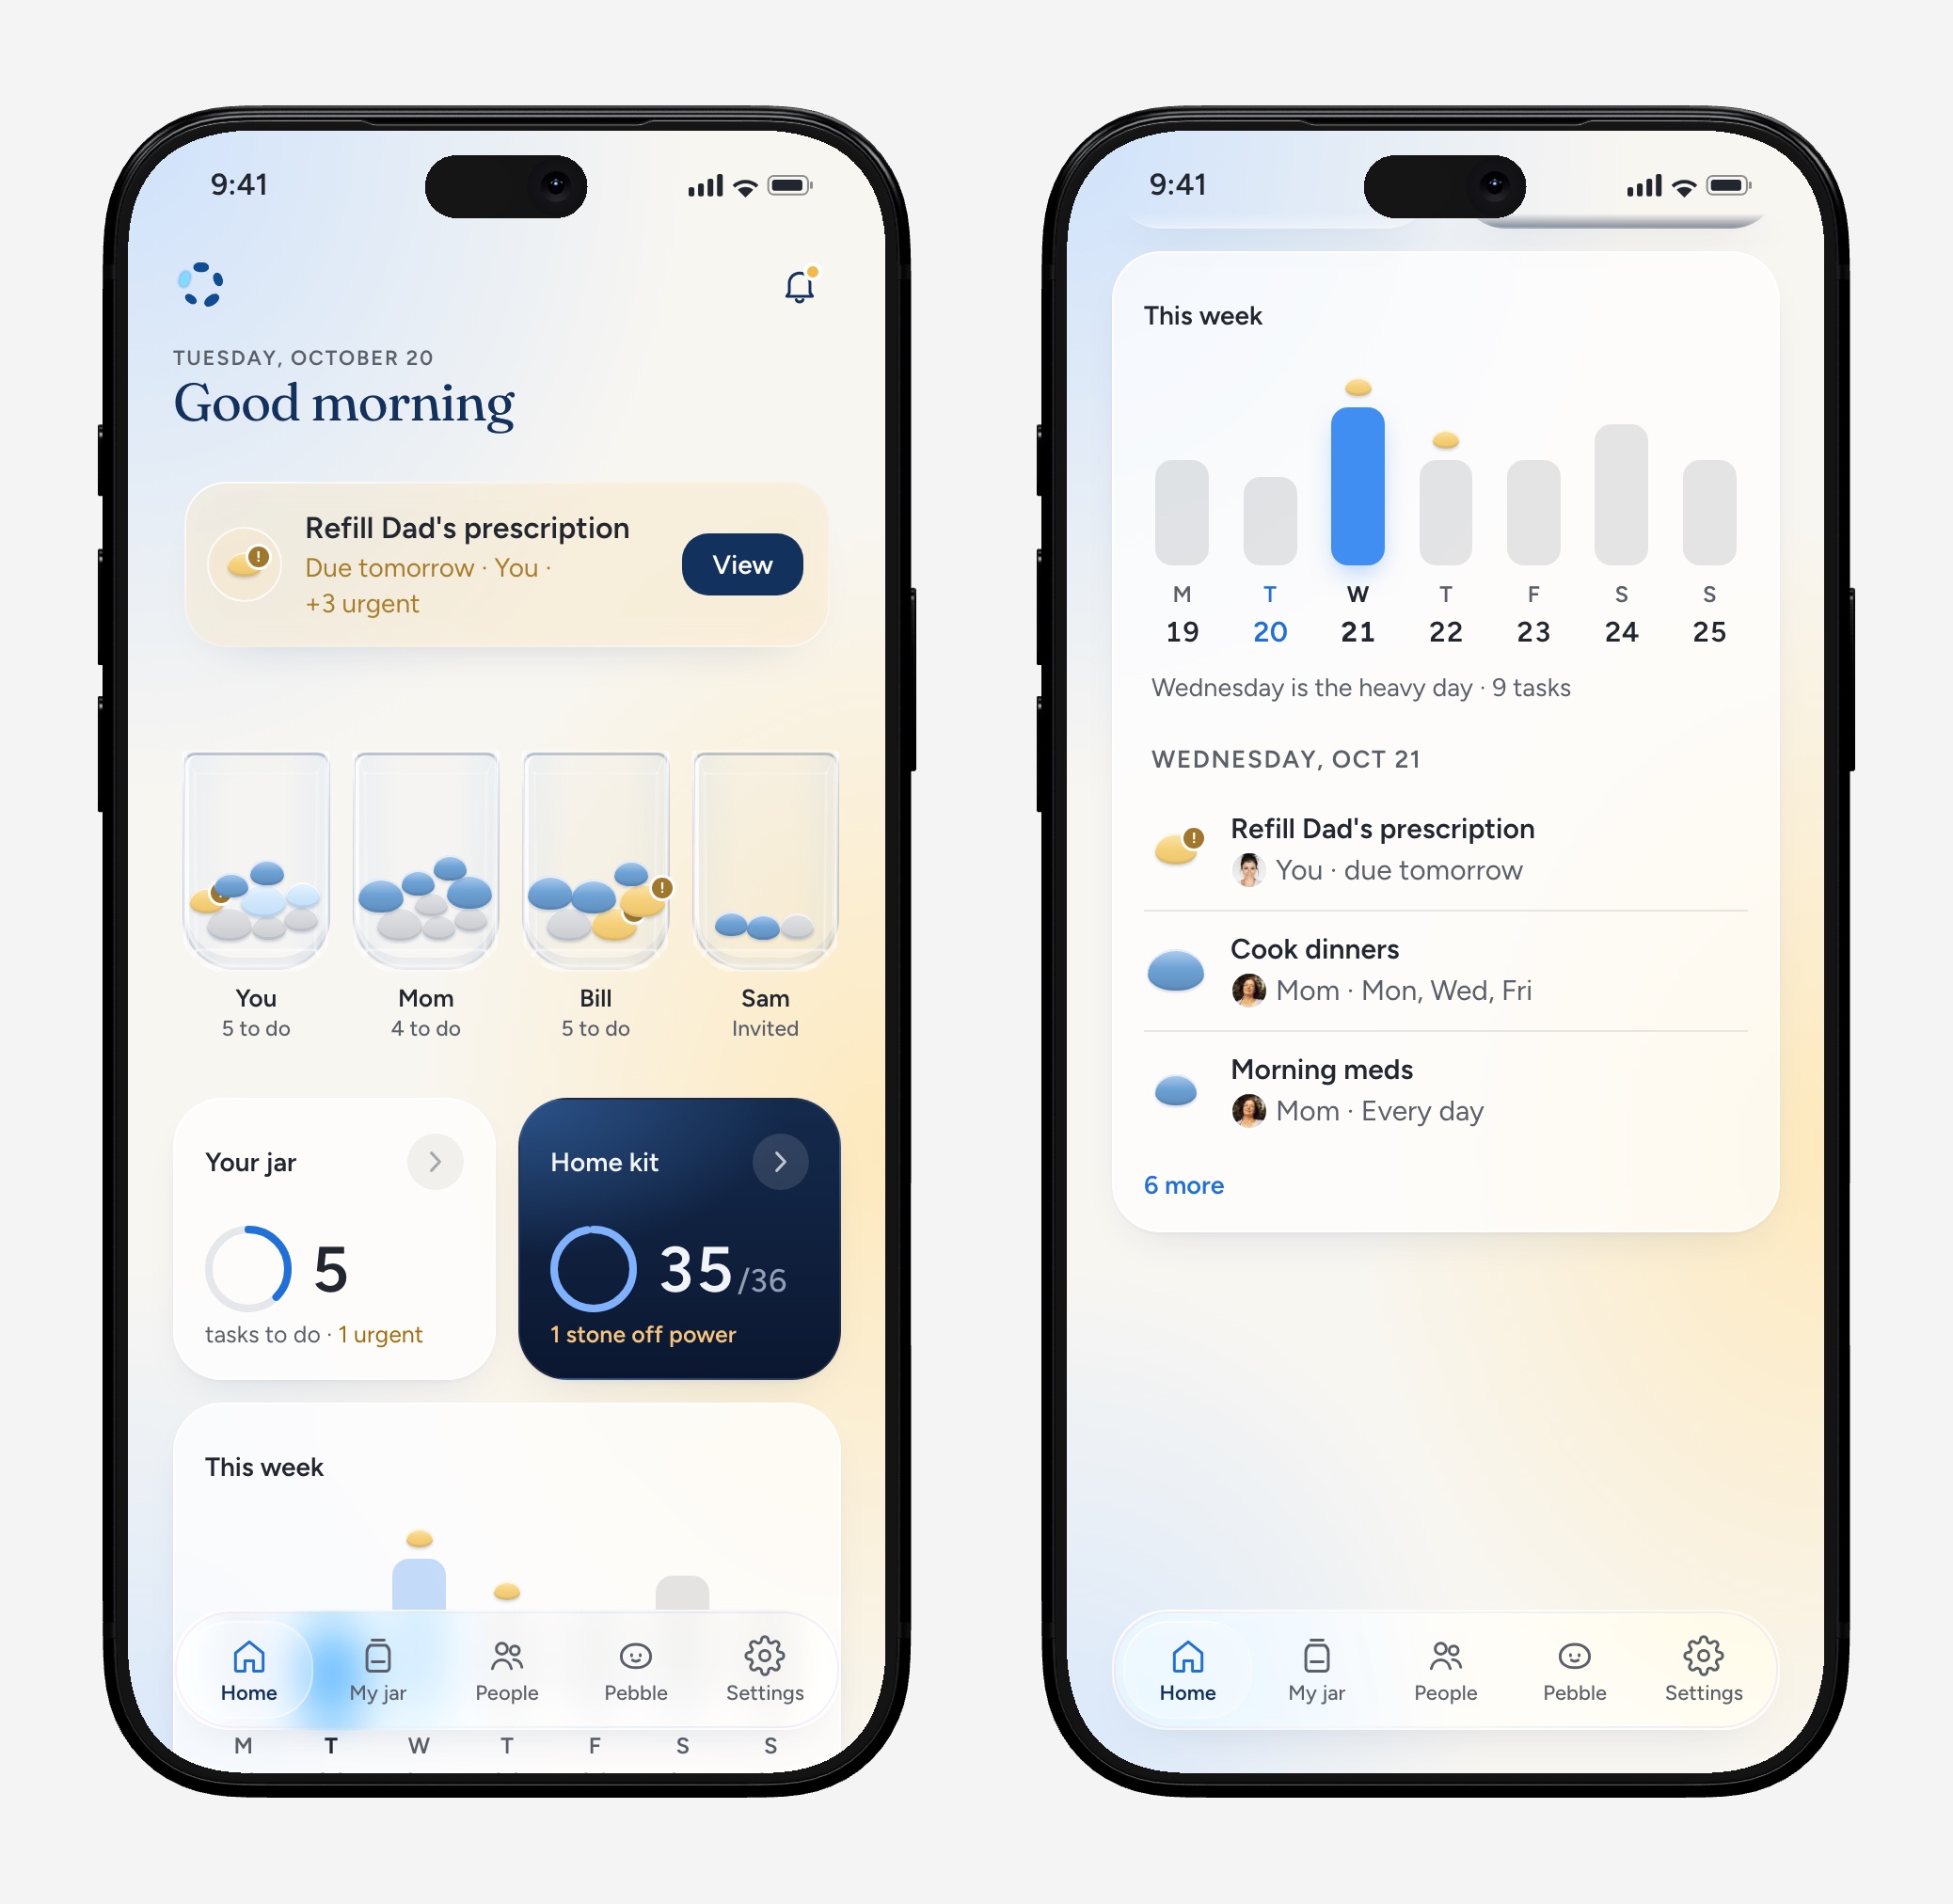 9:41
TUESDAY, OCTOBER 20
Good morning
Refill Dad's prescription
Due tomorrow · You ·
+3 urgent
View
!
!
!
You
5 to do
Mom
4 to do
Bill
5 to do
Sam
Invited
Your jar
5
tasks to do · 1 urgent
Home kit
35/36
1 stone off power
This week
Home
My jar
People
Pebble
Settings
M T W T F S S
9:41
This week
M T W T F S S
19 20 21 22 23 24 25
Wednesday is the heavy day · 9 tasks
WEDNESDAY, OCT 21
!
Refill Dad's prescription
You · due tomorrow
Cook dinners
Mom · Mon, Wed, Fri
Morning meds
Mom · Every day
6 more
Home
My jar
People
Pebble
Settings